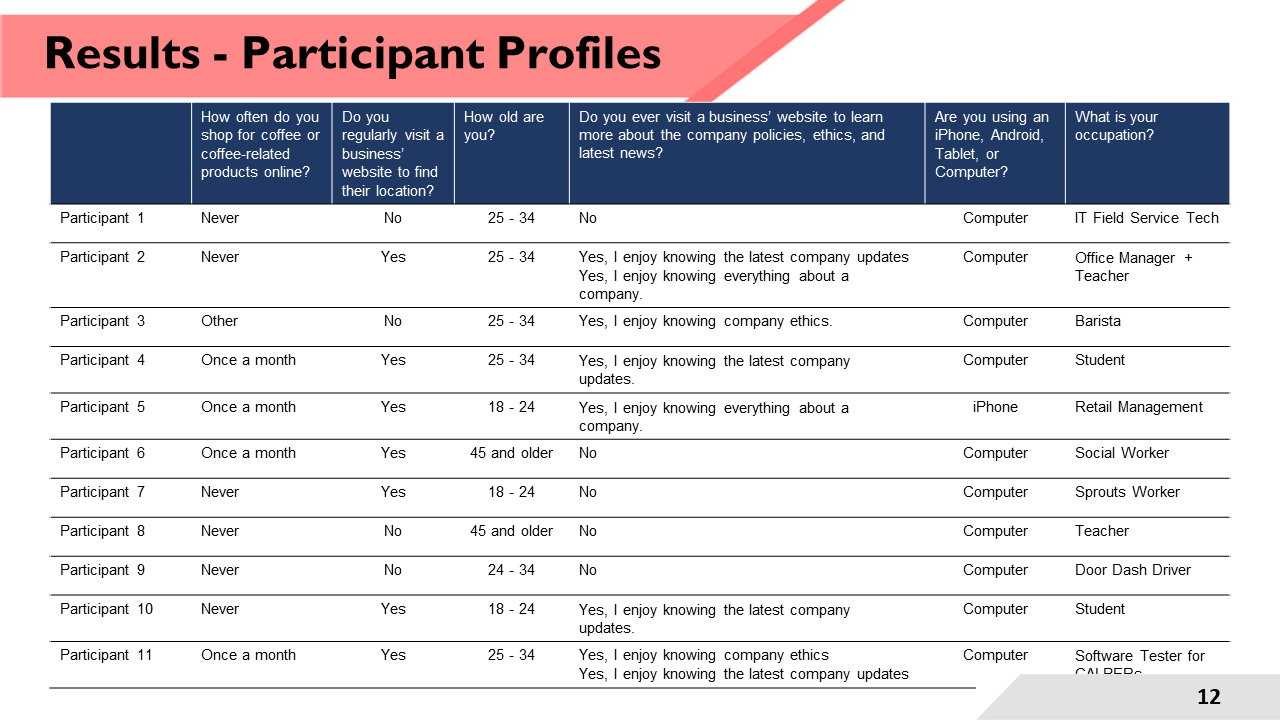 Results - Participant Profiles
How often do you shop for coffee or coffee-related products online?
Do you regularly visit a business’ website to find their location?
How old are you?
Do you ever visit a business’ website to learn more about the company policies, ethics, and latest news?
Are you using an iPhone, Android, Tablet, or Computer?
What is your occupation?
Participant 1 Never No 25 - 34 No Computer IT Field Service Tech
Participant 2 Never Yes 25 - 34 Yes, I enjoy knowing the latest company updates Yes, I enjoy knowing everything about a company. Computer Office Manager + Teacher
Participant 3 Other No 25 - 34 Yes, I enjoy knowing company ethics. Computer Barista
Participant 4 Once a month Yes 25 - 34 Yes, I enjoy knowing the latest company updates. Computer Student
Participant 5 Once a month Yes 18 - 24 Yes, I enjoy knowing everything about a company. iPhone Retail Management
Participant 6 Once a month Yes 45 and older No Computer Social Worker
Participant 7 Never Yes 18 - 24 No Computer Sprouts Worker
Participant 8 Never No 45 and older No Computer Teacher
Participant 9 Never No 24 - 34 No Computer Door Dash Driver
Participant 10 Never Yes 18 - 24 Yes, I enjoy knowing the latest company updates. Computer Student
Participant 11 Once a month Yes 25 - 34 Yes, I enjoy knowing company ethics Yes, I enjoy knowing the latest company updates Computer Software Tester for
12